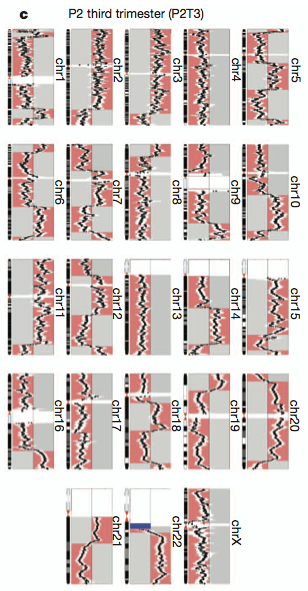 c P2 third trimester (P2T3)
chr1 chr2 chr3 chr4 chr5
chr6 chr7 chr8 chr9 chr10
chr11 chr12 chr13 chr14 chr15
chr16 chr17 chr18 chr19 chr20
chr21 chr22 chrX